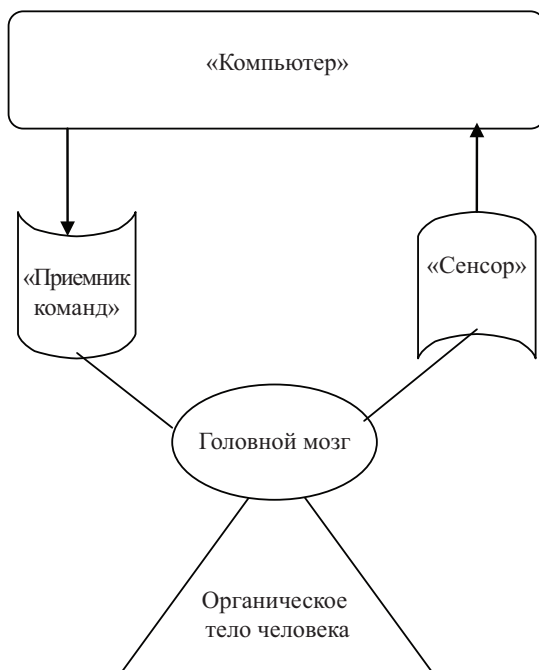 «Компьютер»
«Приемник
команд»
«Сенсор»
Головной мозг
Органическое
тело человека